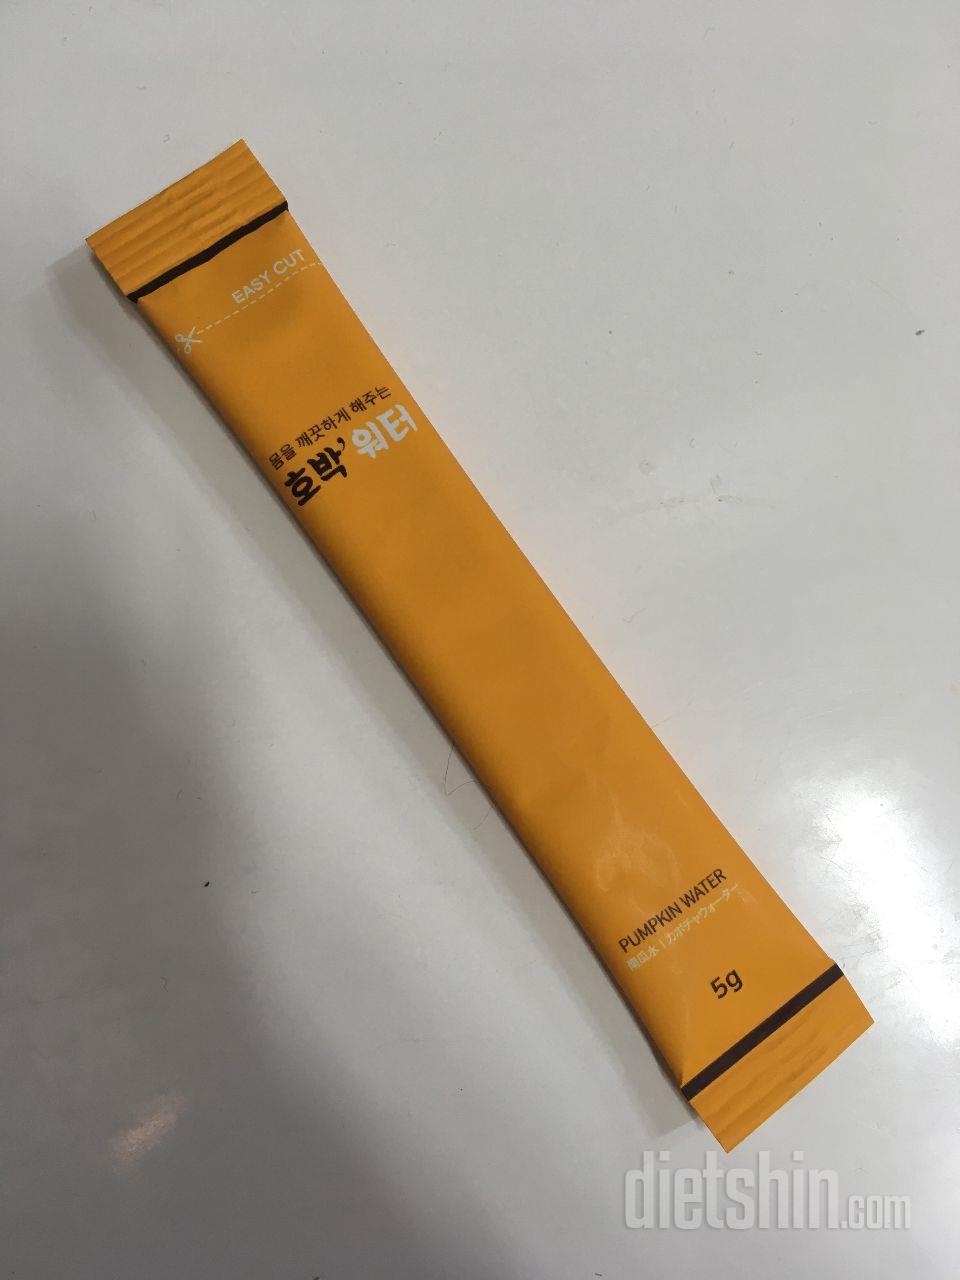 EASY CUT
몸을 깨끗하게 해주는
호박' 워터
PUMPKIN WATER
南瓜水 | カボチャウォーター
5g
dietshin.com